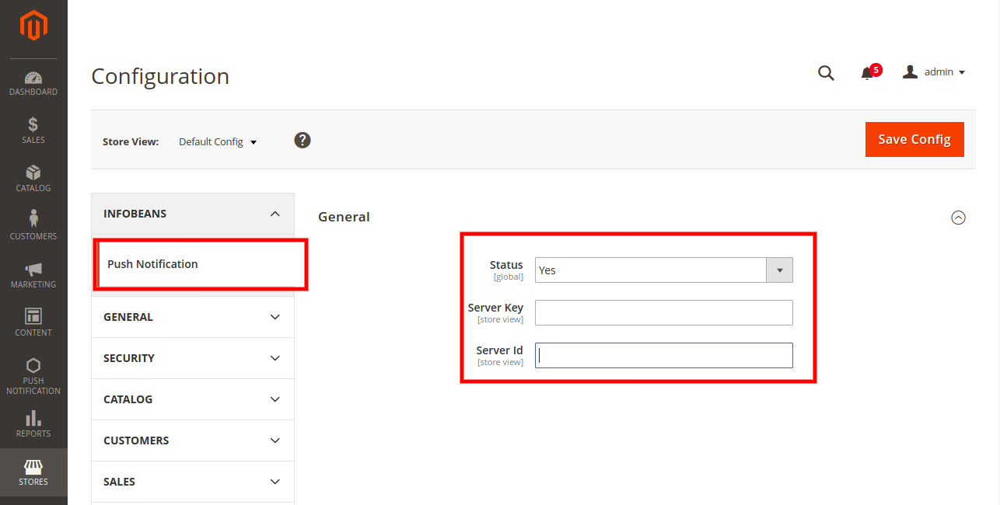 Configuration
5
admin
Store View:
Default Config
?
Save Config
DASHBOARD
$
SALES
CATALOG
CUSTOMERS
MARKETING
CONTENT
PUSH
NOTIFICATION
REPORTS
STORES
INFOBEANS
Push Notification
GENERAL
SECURITY
CATALOG
CUSTOMERS
SALES
General
Status
[global]
Yes
Server Key
[store view]
Server Id
[store view]